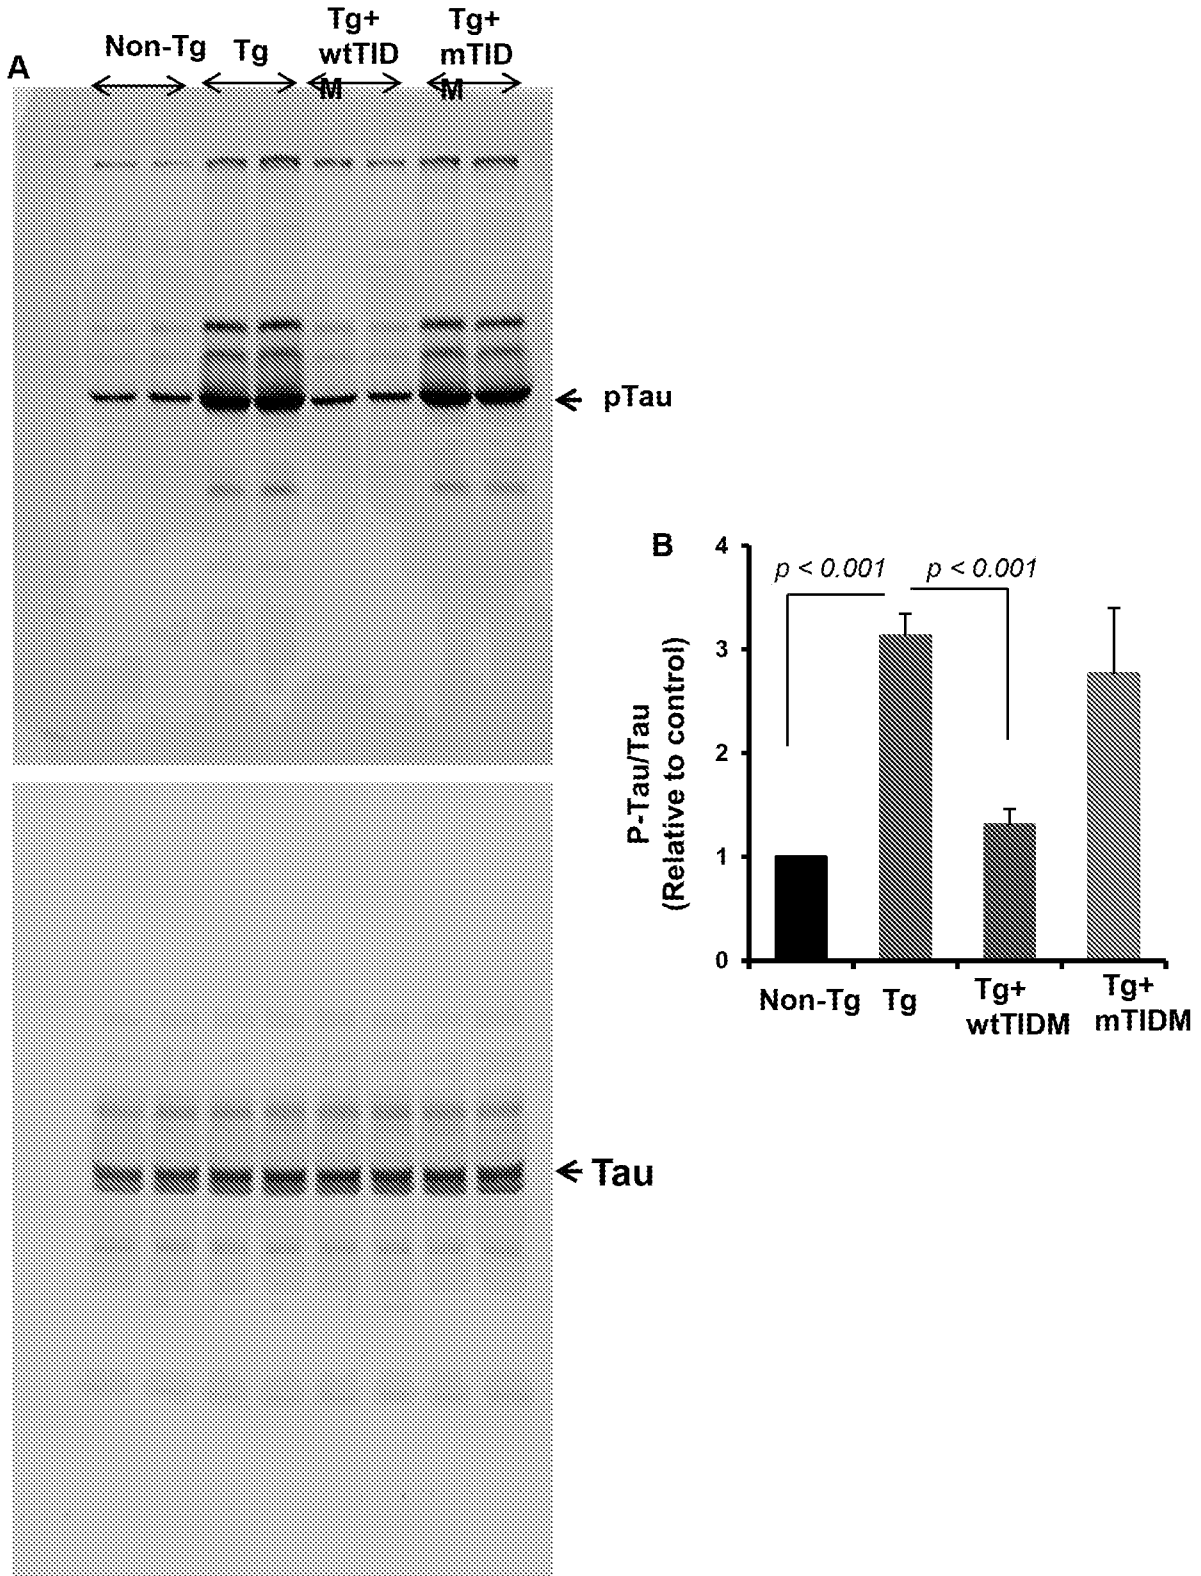 A
Non-Tg
Tg
Tg+
wtTID
M
Tg+
mTID
M
pTau
Tau
B
P-Tau/Tau
(Relative to control)
4
3
2
1
0
p < 0.001
p < 0.001
Non-Tg
Tg
Tg+
wtTIDM
Tg+
mTIDM